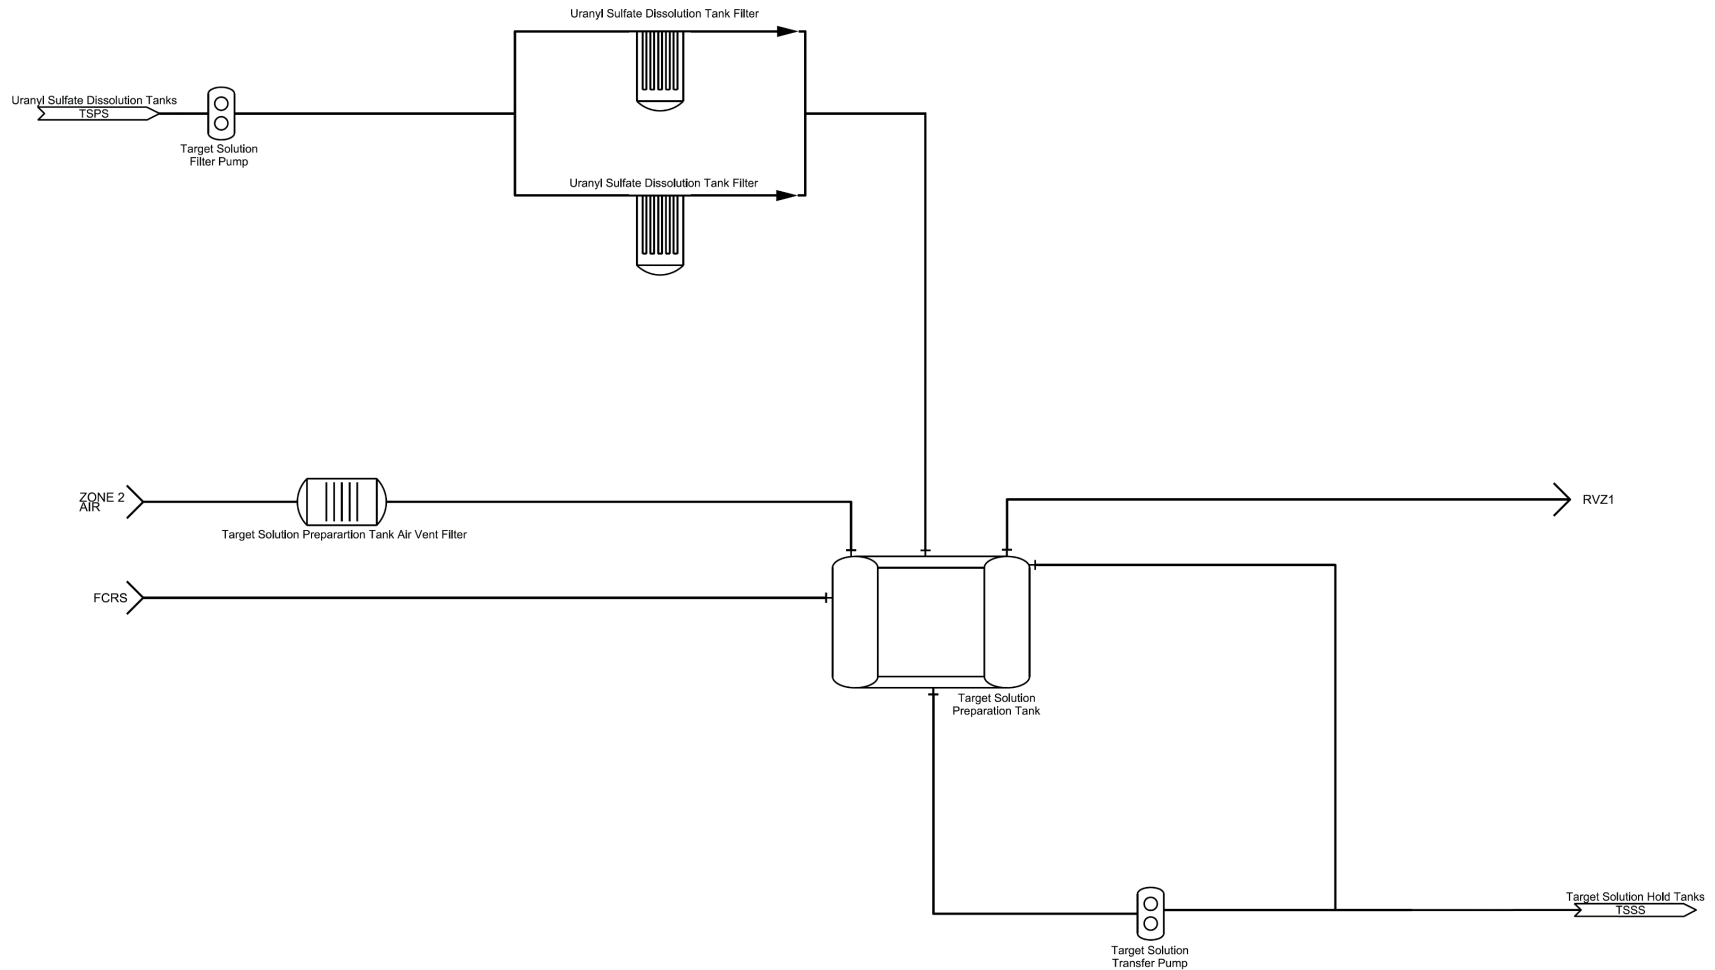 Uranyl Sulfate Dissolution Tank Filter
Uranyl Sulfate Dissolution Tanks
TSPS
Target Solution
Filter Pump
Uranyl Sulfate Dissolution Tank Filter
ZONE 2
AIR
Target Solution Preparartion Tank Air Vent Filter
RVZ1
FCRS
Target Solution
Preparation Tank
Target Solution Hold Tanks
TSSS
Target Solution
Transfer Pump